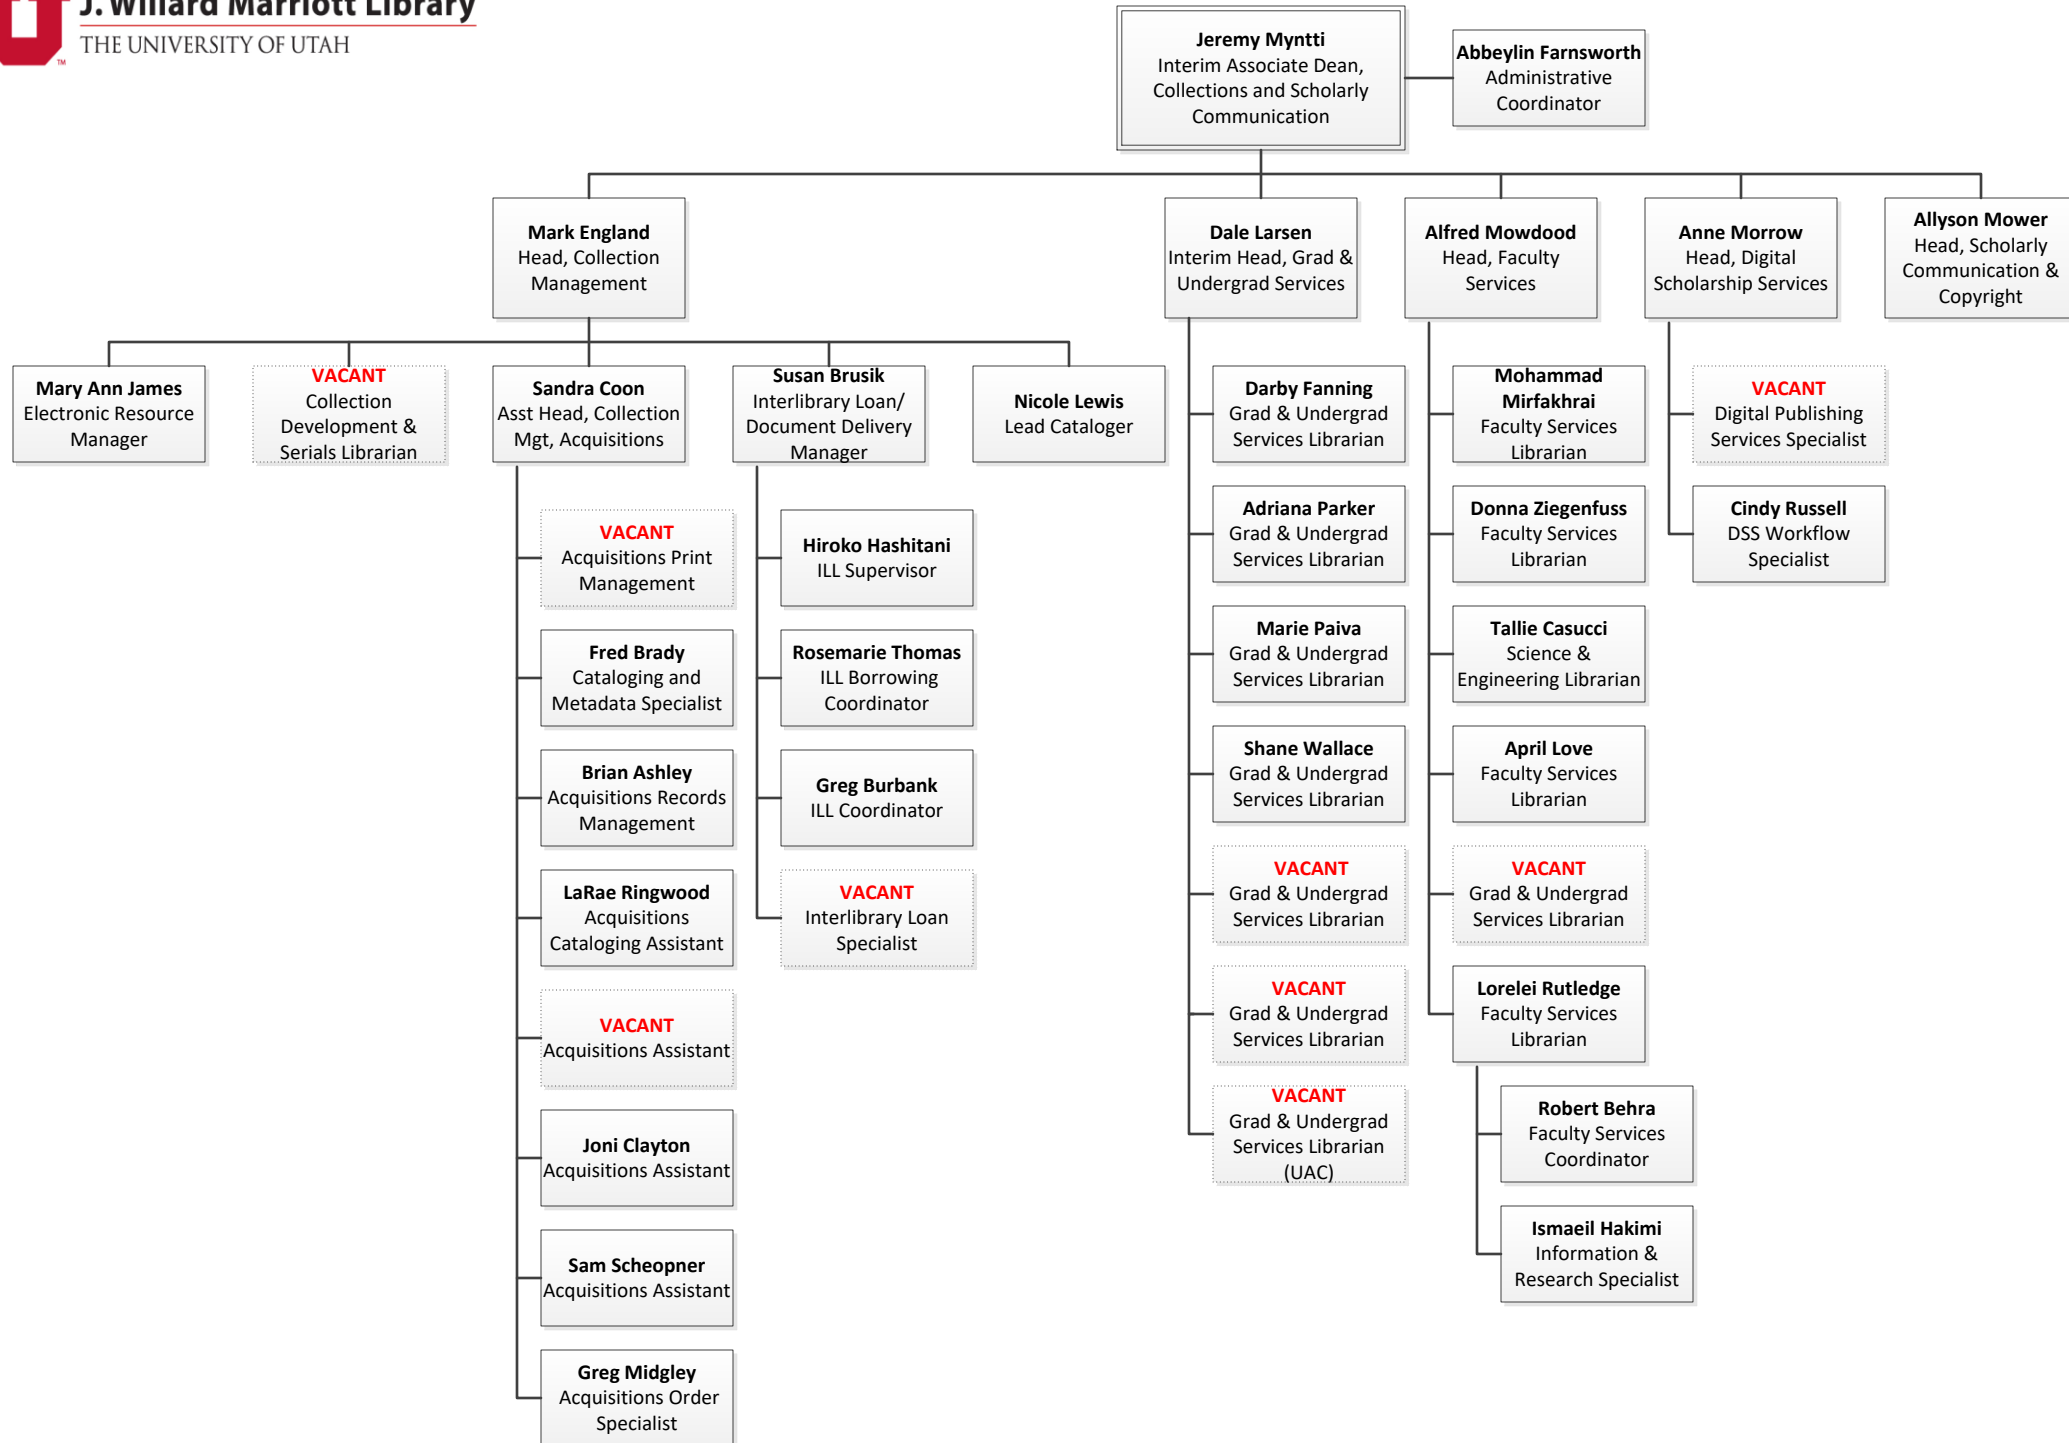 J. Willard Marriott Library
THE UNIVERSITY OF UTAH
TM
Jeremy Myntti
Interim Associate Dean,
Collections and Scholarly
Communication
Abbeylin Farnsworth
Administrative
Coordinator
Mark England
Head, Collection
Management
Dale Larsen
Interim Head, Grad &
Undergrad Services
Alfred Mowdood
Head, Faculty
Services
Anne Morrow
Head, Digital
Scholarship Services
Allyson Mower
Head, Scholarly
Communication &
Copyright
Mary Ann James
Electronic Resource
Manager
VACANT
Collection
Development &
Serials Librarian
Sandra Coon
Asst Head, Collection
Mgt, Acquisitions
Susan Brusik
Interlibrary Loan/
Document Delivery
Manager
Nicole Lewis
Lead Cataloger
VACANT
Acquisitions Print
Management
Fred Brady
Cataloging and
Metadata Specialist
Brian Ashley
Acquisitions Records
Management
LaRae Ringwood
Acquisitions
Cataloging Assistant
VACANT
Acquisitions Assistant
Joni Clayton
Acquisitions Assistant
Sam Scheopner
Acquisitions Assistant
Greg Midgley
Acquisitions Order
Specialist
Hiroko Hashitani
ILL Supervisor
Rosemarie Thomas
ILL Borrowing
Coordinator
Greg Burbank
ILL Coordinator
VACANT
Interlibrary Loan
Specialist
Darby Fanning
Grad & Undergrad
Services Librarian
Adriana Parker
Grad & Undergrad
Services Librarian
Marie Paiva
Grad & Undergrad
Services Librarian
Shane Wallace
Grad & Undergrad
Services Librarian
VACANT
Grad & Undergrad
Services Librarian
VACANT
Grad & Undergrad
Services Librarian
VACANT
Grad & Undergrad
Services Librarian
(UAC)
Mohammad
Mirfakhrai
Faculty Services
Librarian
Donna Ziegenfuss
Faculty Services
Librarian
Tallie Casucci
Science &
Engineering Librarian
April Love
Faculty Services
Librarian
VACANT
Grad & Undergrad
Services Librarian
Lorelei Rutledge
Faculty Services
Librarian
Robert Behra
Faculty Services
Coordinator
Ismaeil Hakimi
Information &
Research Specialist
VACANT
Digital Publishing
Services Specialist
Cindy Russell
DSS Workflow
Specialist